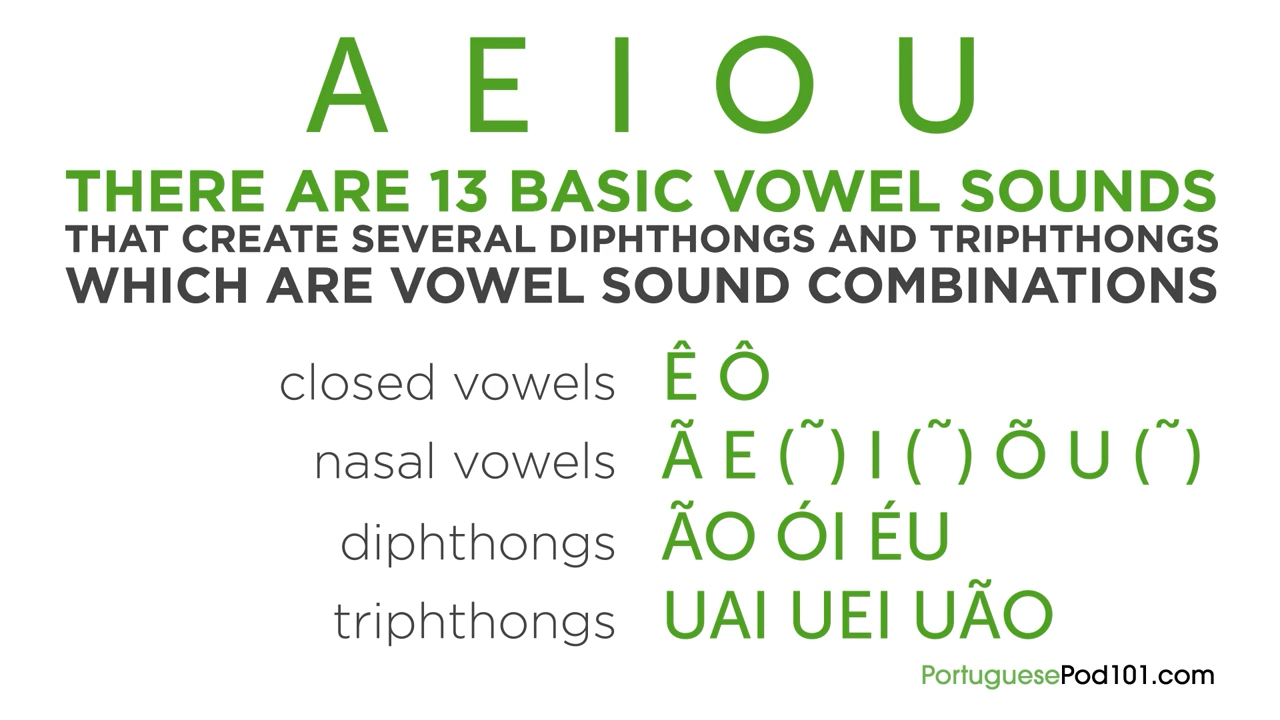 A E I O U
THERE ARE 13 BASIC VOWEL SOUNDS
THAT CREATE SEVERAL DIPHTHONGS AND TRIPHTHONGS
WHICH ARE VOWEL SOUND COMBINATIONS
closed vowels Ê Ô
nasal vowels Ã E (˜) I (˜) Õ U (˜)
diphthongs ÃO ÓI ÉU
triphthongs UAI UEI UÃO
PortuguesePod101.com